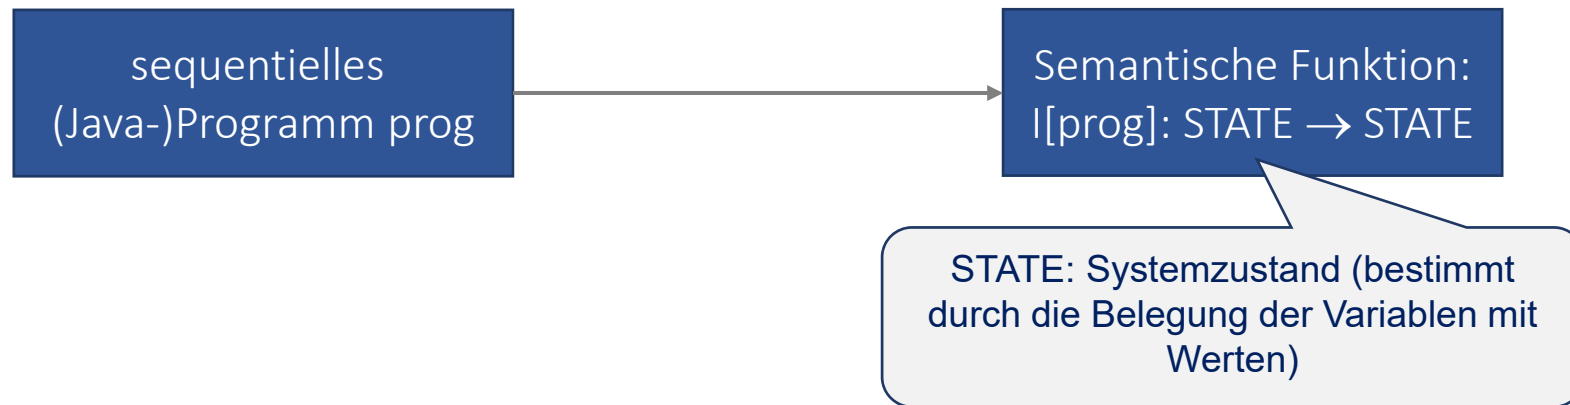 sequentielles
(Java-)Programm prog
Semantische Funktion:
I[prog]: STATE → STATE
STATE: Systemzustand (bestimmt
durch die Belegung der Variablen mit
Werten)